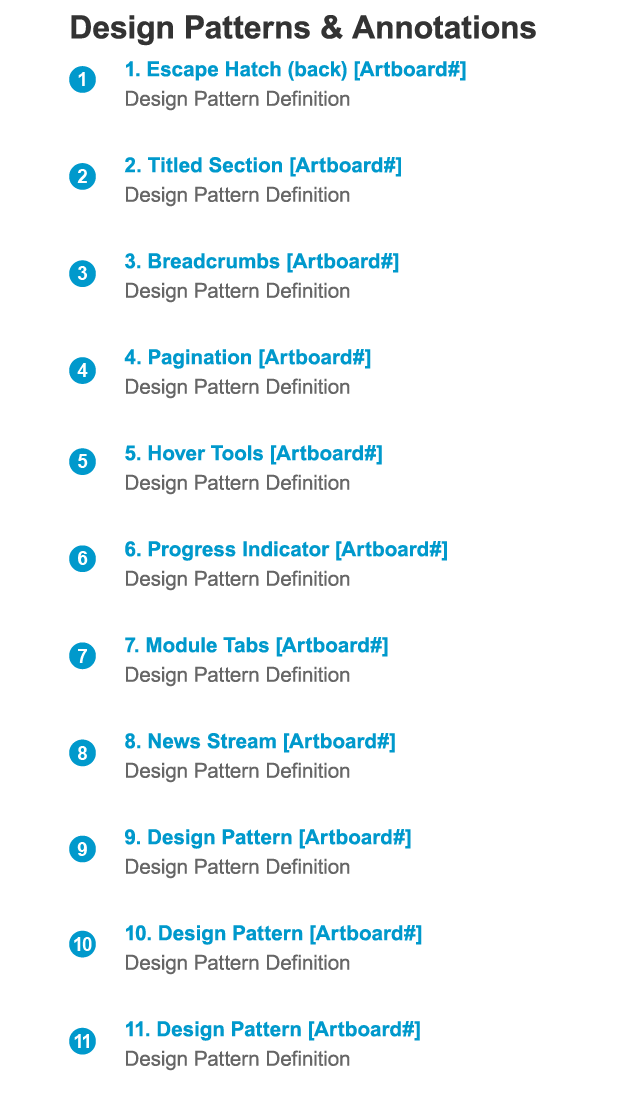 Design Patterns & Annotations
1
1. Escape Hatch (back) [Artboard#]
Design Pattern Definition
2
2. Titled Section [Artboard#]
Design Pattern Definition
3
3. Breadcrumbs [Artboard#]
Design Pattern Definition
4
4. Pagination [Artboard#]
Design Pattern Definition
5
5. Hover Tools [Artboard#]
Design Pattern Definition
6
6. Progress Indicator [Artboard#]
Design Pattern Definition
7
7. Module Tabs [Artboard#]
Design Pattern Definition
8
8. News Stream [Artboard#]
Design Pattern Definition
9
9. Design Pattern [Artboard#]
Design Pattern Definition
10
10. Design Pattern [Artboard#]
Design Pattern Definition
11
11. Design Pattern [Artboard#]
Design Pattern Definition